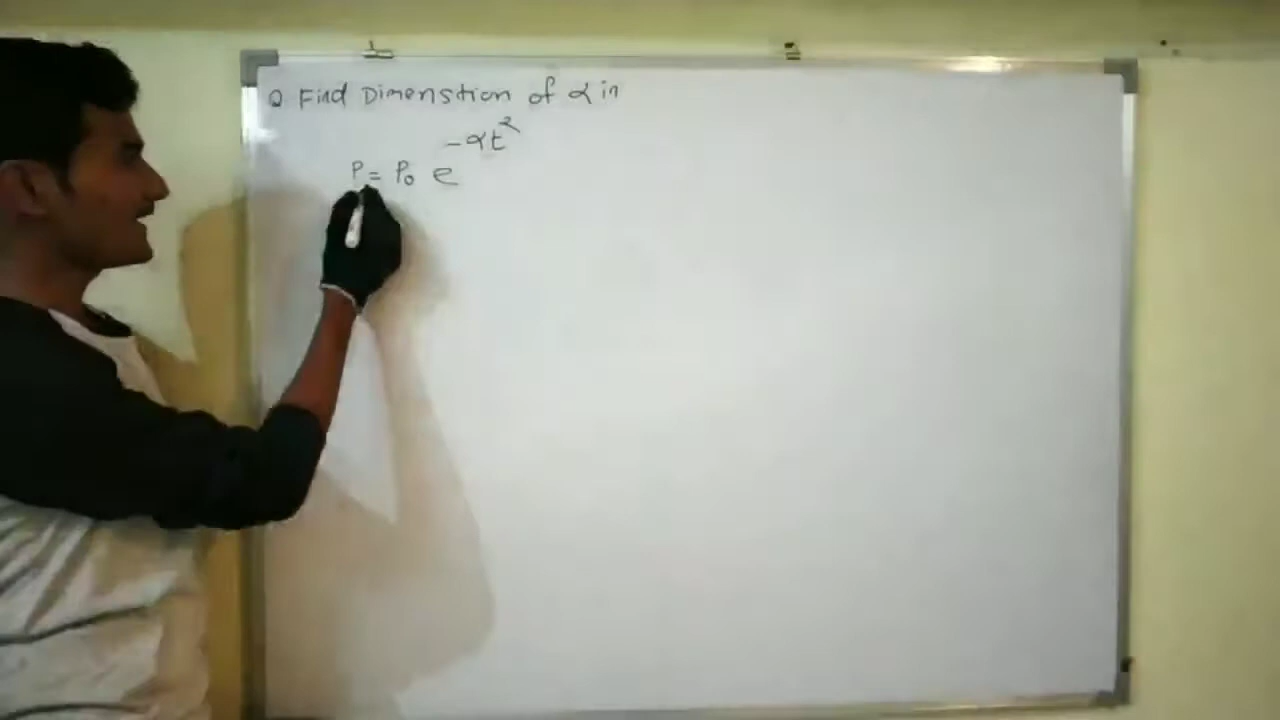 Q Find Dimenstion of α in
P = P₀ e^{-αt²}